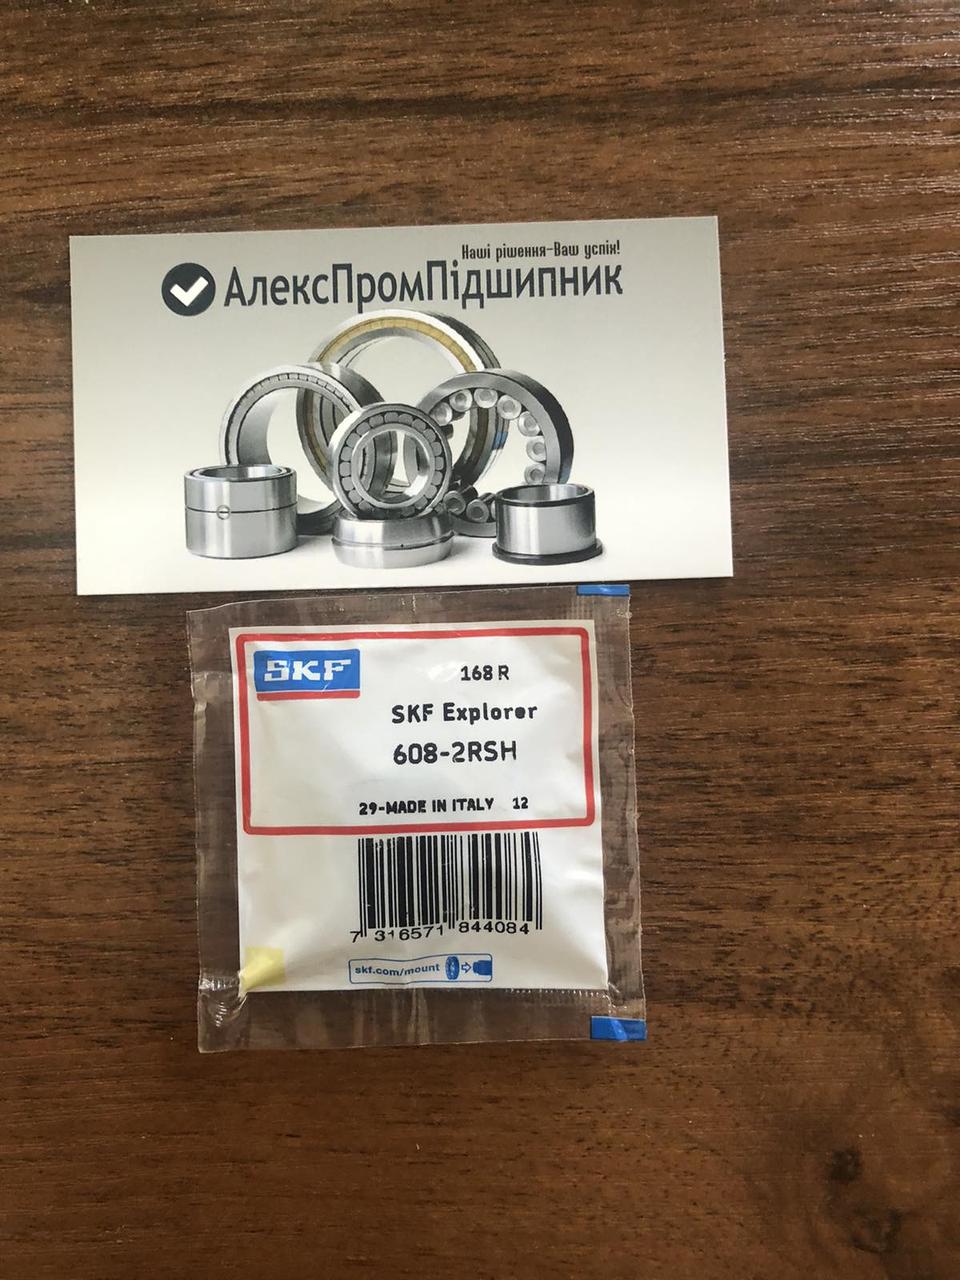 Наші рішення-Ваш успіх!
АлексПромПідшипник
SKF
168 R
SKF Explorer
608-2RSH
29-MADE IN ITALY 12
7 316571 844084
skf.com/mount